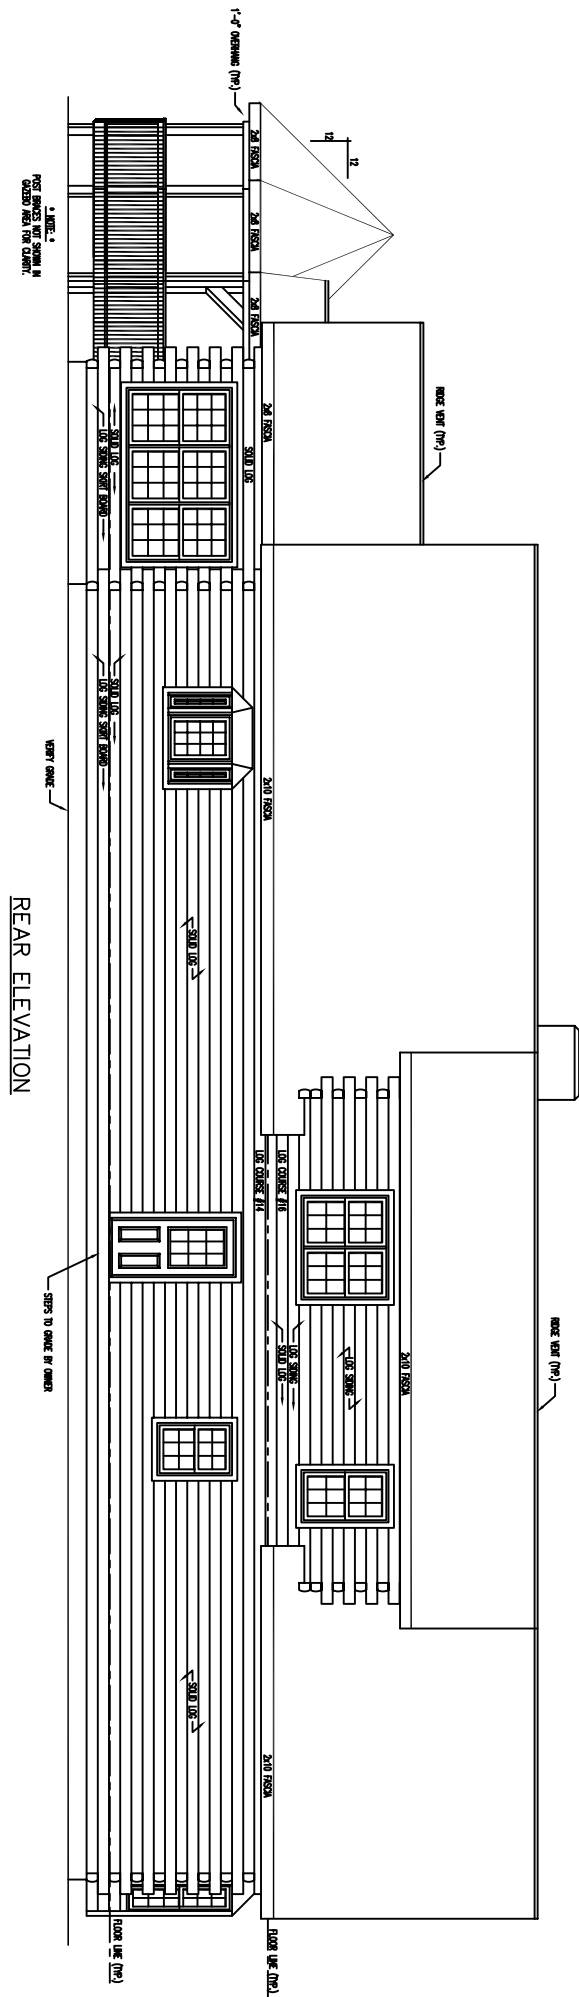 1'-0" OVERHANG (TYP.)
12
12
2x8 FASCIA
2x8 FASCIA
2x8 FASCIA
2x8 FASCIA
RIDGE VENT (TYP.)
RIDGE VENT (TYP.)
2x10 FASCIA
2x10 FASCIA
2x10 FASCIA
LOG COURSE #16
LOG COURSE #14
LOG SIDING
LOG SIDING
SOLID LOG
SOLID LOG
SOLID LOG
SOLID LOG
SOLID LOG
LOG SIDING SKIRT BOARD
SOLID LOG
LOG SIDING SKIRT BOARD
FLOOR LINE (TYP.)
FLOOR LINE (TYP.)
* NOTE: *
POST BRACES NOT SHOWN IN
GAZEBO AREA FOR CLARITY.
VERIFY GRADE
STEPS TO GRADE BY OWNER
REAR ELEVATION